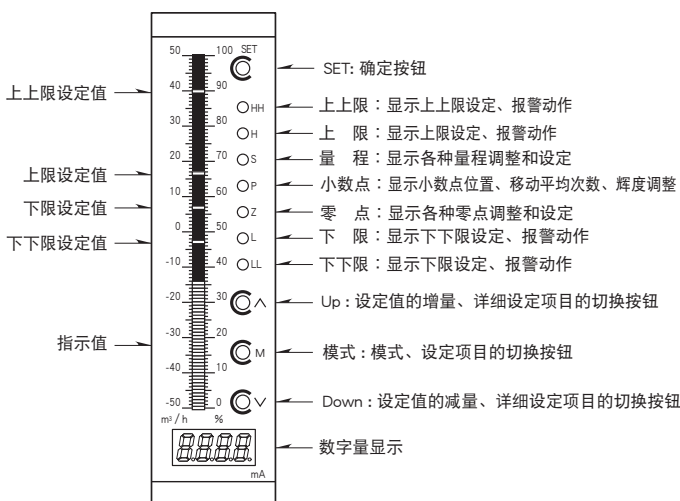 50 100 SET
SET: 确定按钮
上上限设定值 40 90
HH 上上限：显示上上限设定、报警动作
30 80 H 上 限：显示上限设定、报警动作
20 70 S 量 程：显示各种量程调整和设定
上限设定值
10 60 P 小数点：显示小数点位置、移动平均次数、辉度调整
下限设定值
Z 零 点：显示各种零点调整和设定
0 50
下下限设定值 L 下 限：显示下下限设定、报警动作
-10 40 LL 下下限：显示下限设定、报警动作
-20 30 Up：设定值的增量、详细设定项目的切换按钮
-30 20
指示值 M 模式：模式、设定项目的切换按钮
-40 10
-50 0 Down：设定值的减量、详细设定项目的切换按钮
m³ / h %
8.8.8.8 数字量显示
mA